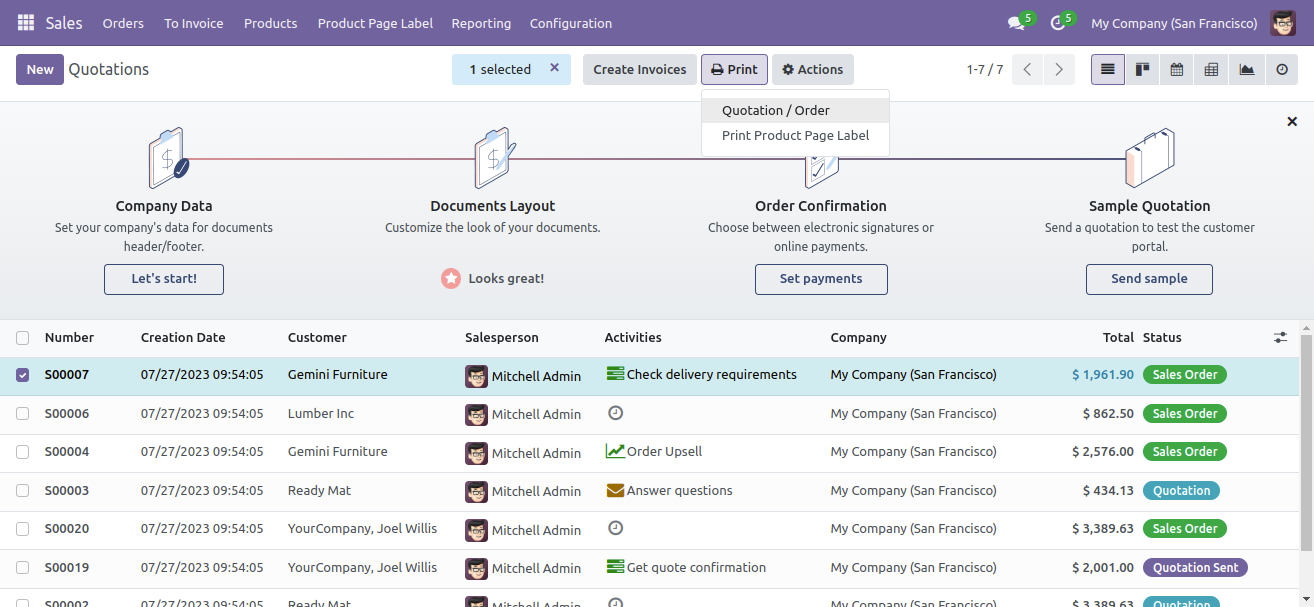 Sales Orders To Invoice Products Product Page Label Reporting Configuration 5 5 My Company (San Francisco)
New Quotations 1 selected × Create Invoices Print Actions 1-7 / 7
Quotation / Order
Print Product Page Label
Company Data Documents Layout Order Confirmation Sample Quotation
Set your company's data for documents Customize the look of your documents. Choose between electronic signatures or Send a quotation to test the customer
header/footer. online payments. portal.
Let's start! Looks great! Set payments Send sample
Number Creation Date Customer Salesperson Activities Company Total Status
S00007 07/27/2023 09:54:05 Gemini Furniture Mitchell Admin Check delivery requirements My Company (San Francisco) $ 1,961.90 Sales Order
S00006 07/27/2023 09:54:05 Lumber Inc Mitchell Admin My Company (San Francisco) $ 862.50 Sales Order
S00004 07/27/2023 09:54:05 Gemini Furniture Mitchell Admin Order Upsell My Company (San Francisco) $ 2,576.00 Sales Order
S00003 07/27/2023 09:54:05 Ready Mat Mitchell Admin Answer questions My Company (San Francisco) $ 434.13 Quotation
S00020 07/27/2023 09:54:05 YourCompany, Joel Willis Mitchell Admin My Company (San Francisco) $ 3,389.63 Sales Order
S00019 07/27/2023 09:54:05 YourCompany, Joel Willis Mitchell Admin Get quote confirmation My Company (San Francisco) $ 2,001.00 Quotation Sent
S00002 07/27/2023 09:54:05 Ready Mat Mitchell Admin My Company (San Francisco) $ 3,389.63 Quotation